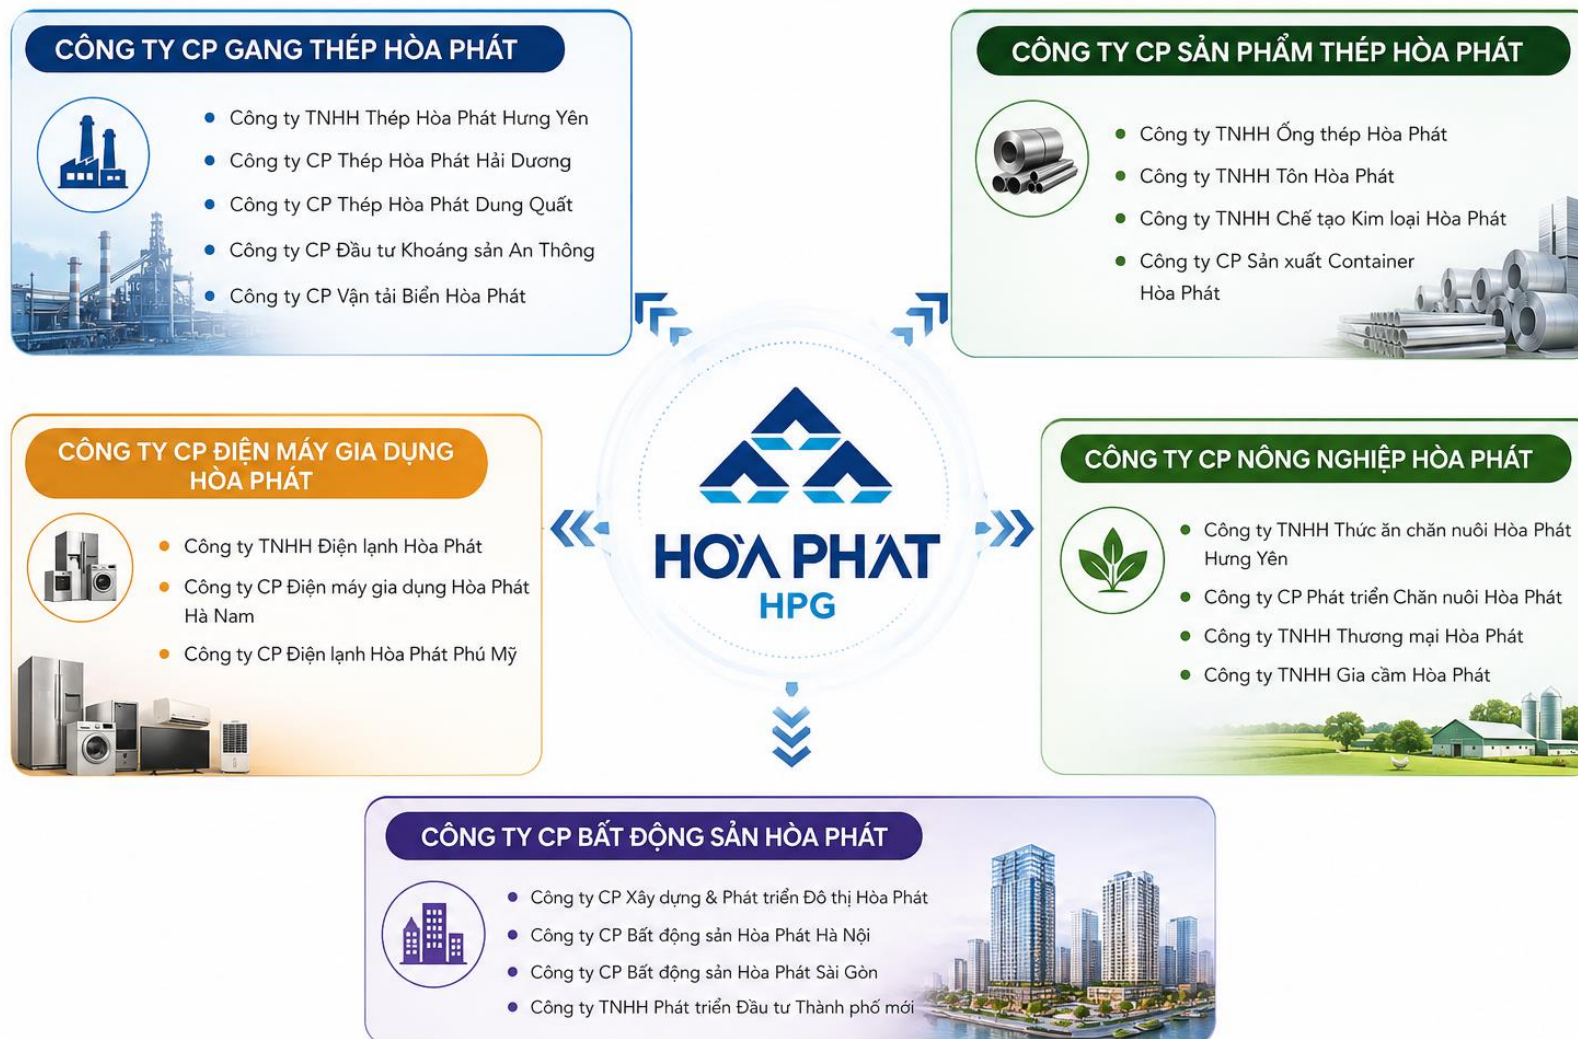 CÔNG TY CP GANG THÉP HÒA PHÁT
Công ty TNHH Thép Hòa Phát Hưng Yên
Công ty CP Thép Hòa Phát Hải Dương
Công ty CP Thép Hòa Phát Dung Quất
Công ty CP Đầu tư Khoáng sản An Thông
Công ty CP Vận tải Biển Hòa Phát
CÔNG TY CP SẢN PHẨM THÉP HÒA PHÁT
Công ty TNHH Ống thép Hòa Phát
Công ty TNHH Tôn Hòa Phát
Công ty TNHH Chế tạo Kim loại Hòa Phát
Công ty CP Sản xuất Container
Hòa Phát
CÔNG TY CP ĐIỆN MÁY GIA DỤNG
HÒA PHÁT
Công ty TNHH Điện lạnh Hòa Phát
Công ty CP Điện máy gia dụng Hòa Phát
Hà Nam
Công ty CP Điện lạnh Hòa Phát Phú Mỹ
HÒA PHÁT
HPG
CÔNG TY CP NÔNG NGHIỆP HÒA PHÁT
Công ty TNHH Thức ăn chăn nuôi Hòa Phát
Hưng Yên
Công ty CP Phát triển Chăn nuôi Hòa Phát
Công ty TNHH Thương mại Hòa Phát
Công ty TNHH Gia cầm Hòa Phát
CÔNG TY CP BẤT ĐỘNG SẢN HÒA PHÁT
Công ty CP Xây dựng & Phát triển Đô thị Hòa Phát
Công ty CP Bất động sản Hòa Phát Hà Nội
Công ty CP Bất động sản Hòa Phát Sài Gòn
Công ty TNHH Phát triển Đầu tư Thành phố mới